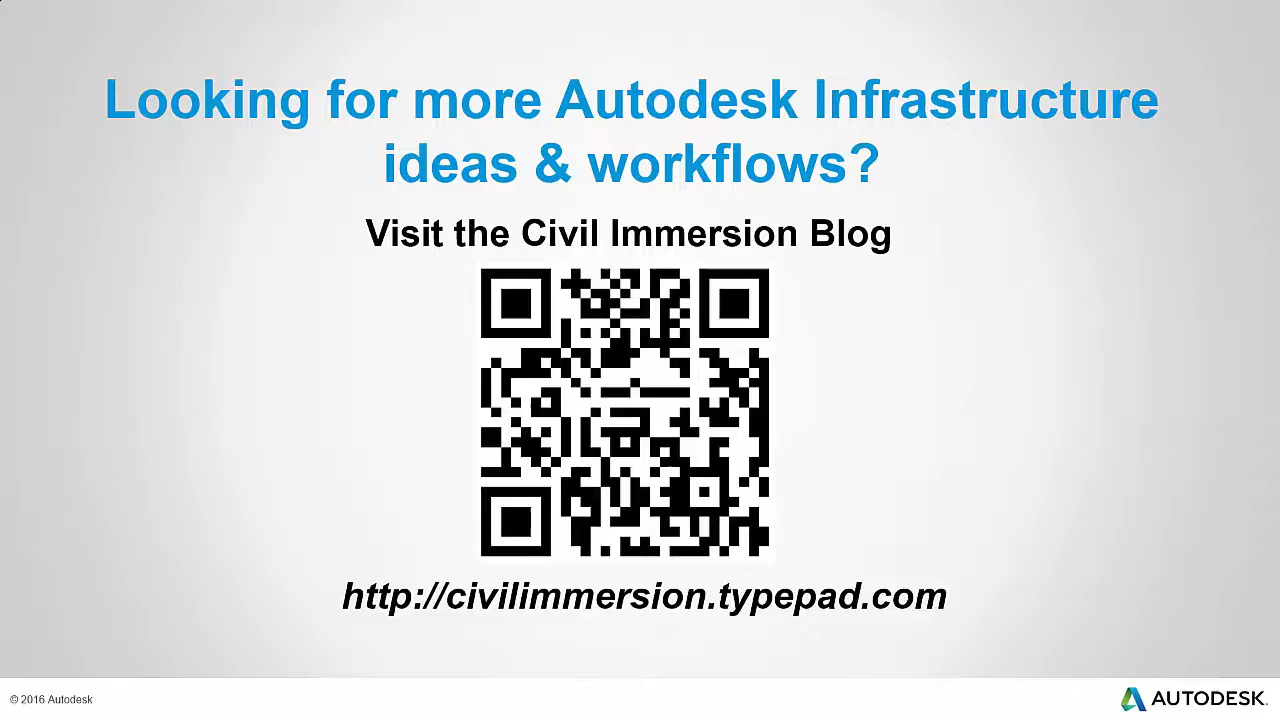 Looking for more Autodesk Infrastructure
ideas & workflows?
Visit the Civil Immersion Blog
http://civilimmersion.typepad.com
© 2016 Autodesk
AUTODESK.